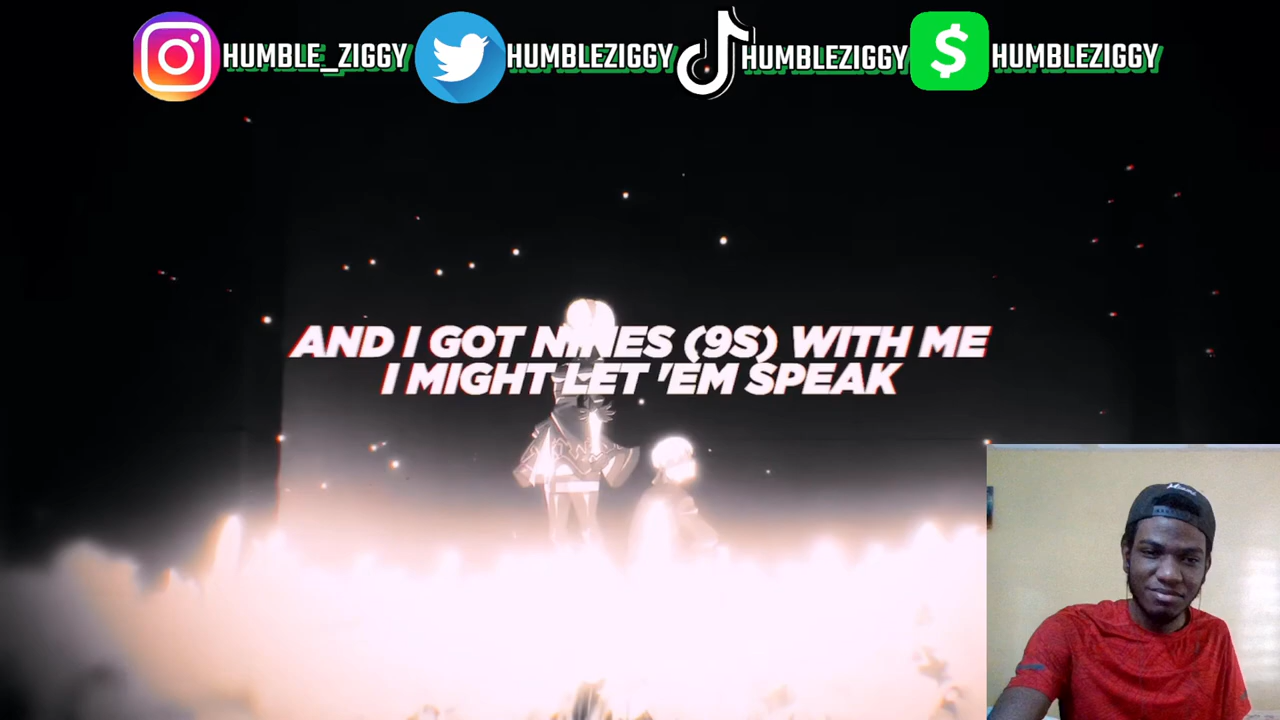 HUMBLE_ZIGGY HUMBLEZIGGY HUMBLEZIGGY HUMBLEZIGGY
AND I GOT NINES (9S) WITH ME
I MIGHT LET 'EM SPEAK